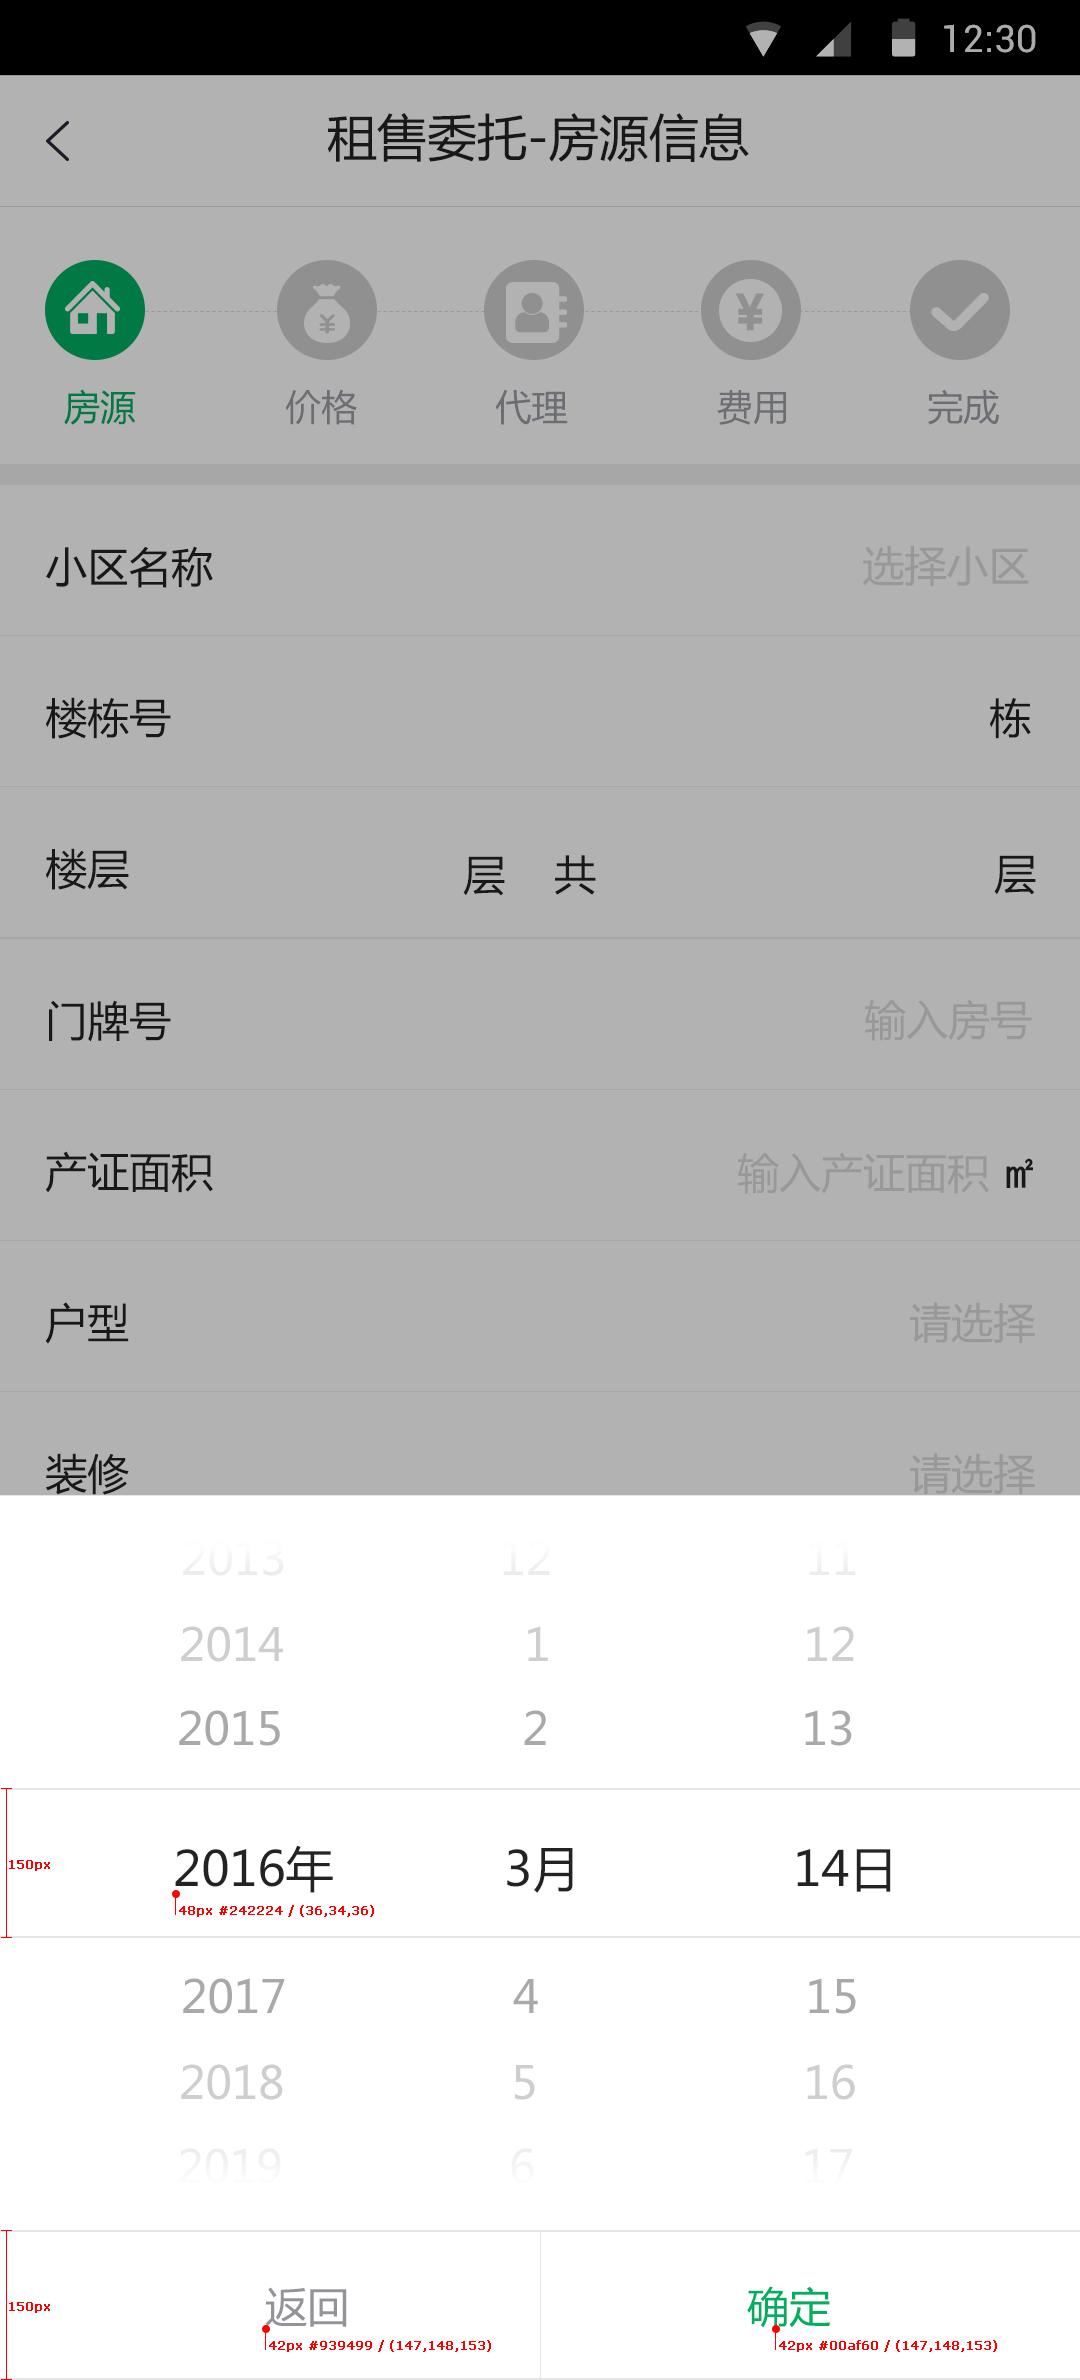 12:30
租售委托-房源信息
¥ ¥
房源 价格 代理 费用 完成
小区名称 选择小区
楼栋号 栋
楼层 层 共 层
门牌号 输入房号
产证面积 输入产证面积 ㎡
户型 请选择
装修 请选择
2013 12 11
2014 1 12
2015 2 13
150px
2016年 3月 14日
48px #242224 / (36,34,36)
2017 4 15
2018 5 16
2019 6 17
150px
返回 确定
42px #939499 / (147,148,153) 42px #00af60 / (147,148,153)